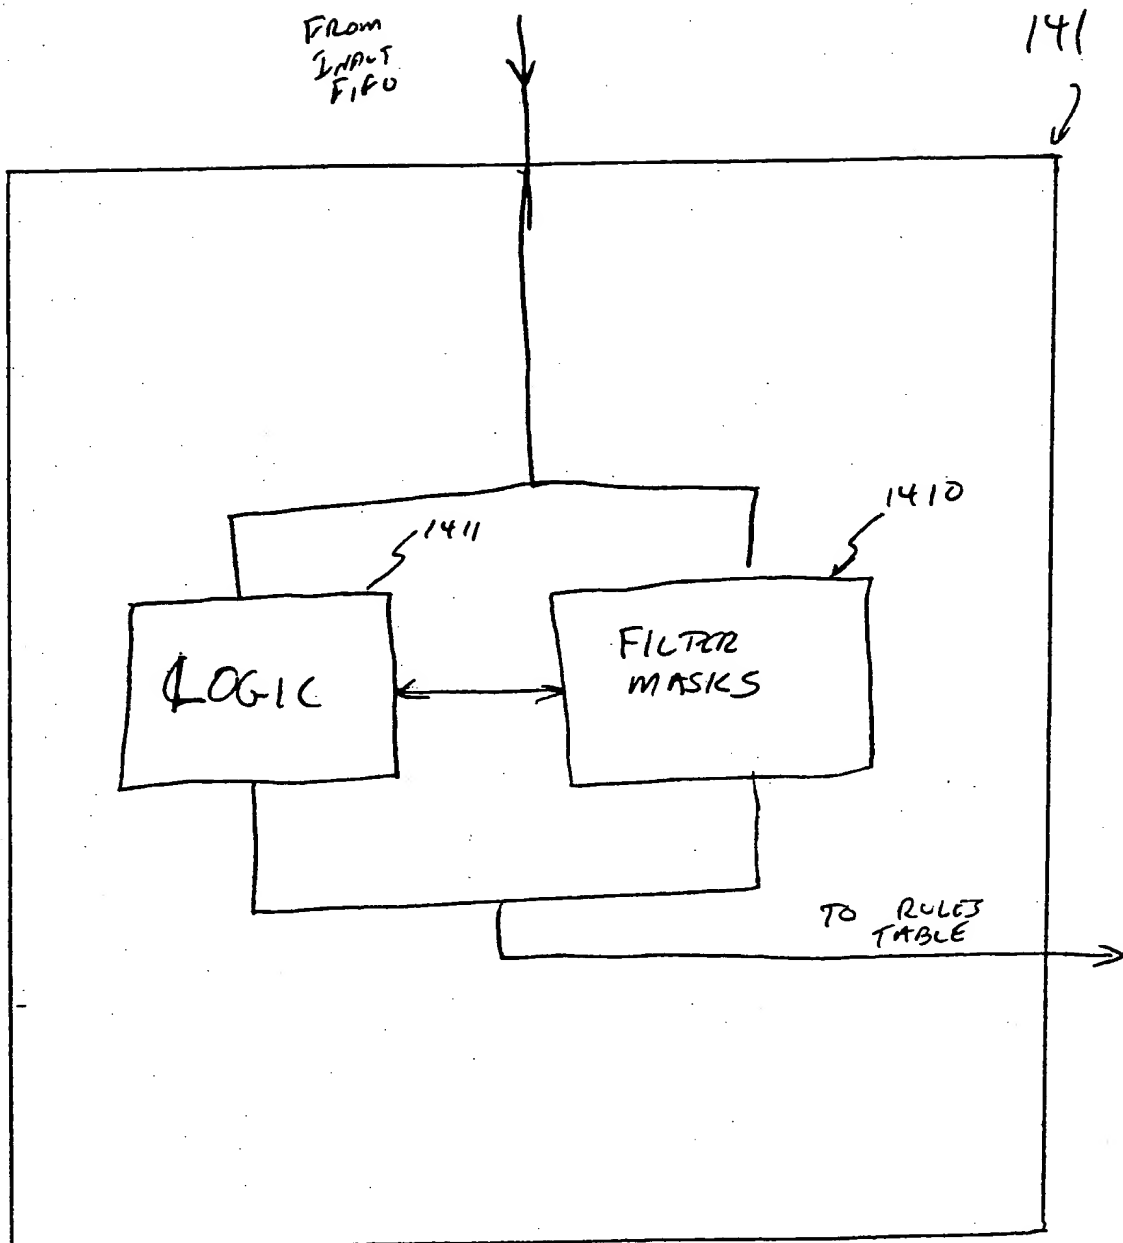 FROM
INPUT
FIFO
141
1411
1410
LOGIC
FILTER
MASKS
TO RULES
TABLE